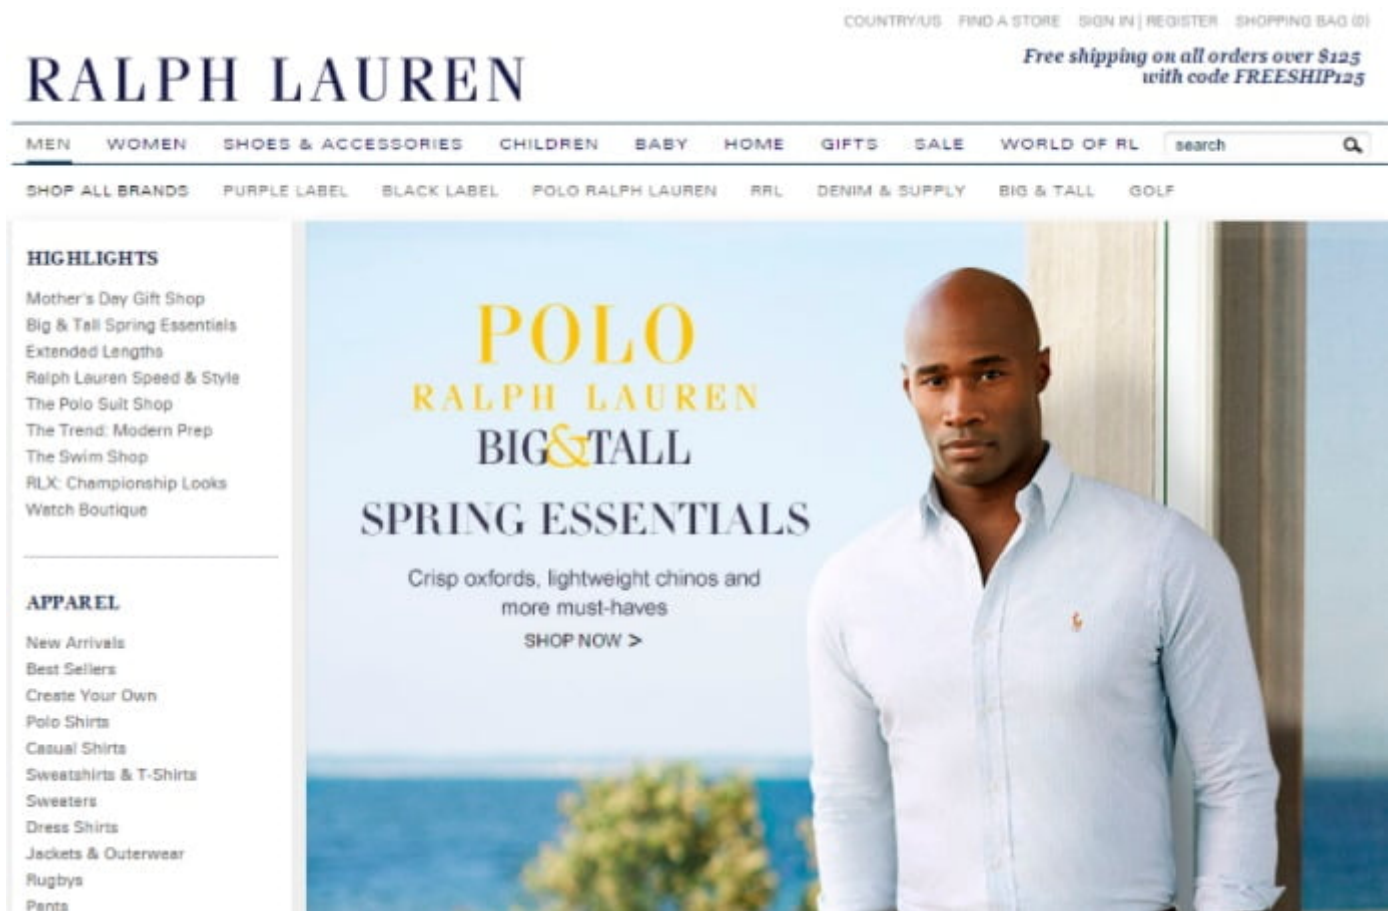 COUNTRY/US FIND A STORE SIGN IN | REGISTER SHOPPING BAG (0)
RALPH LAUREN
Free shipping on all orders over $125
with code FREESHIP125
MEN WOMEN SHOES & ACCESSORIES CHILDREN BABY HOME GIFTS SALE WORLD OF RL search
SHOP ALL BRANDS PURPLE LABEL BLACK LABEL POLO RALPH LAUREN RRL DENIM & SUPPLY BIG & TALL GOLF
HIGHLIGHTS
Mother's Day Gift Shop
Big & Tall Spring Essentials
Extended Lengths
Ralph Lauren Speed & Style
The Polo Suit Shop
The Trend: Modern Prep
The Swim Shop
RLX: Championship Looks
Watch Boutique
APPAREL
New Arrivals
Best Sellers
Create Your Own
Polo Shirts
Casual Shirts
Sweatshirts & T-Shirts
Sweaters
Dress Shirts
Jackets & Outerwear
Rugbys
Pants
POLO
RALPH LAUREN
BIG&TALL
SPRING ESSENTIALS
Crisp oxfords, lightweight chinos and
more must-haves
SHOP NOW >